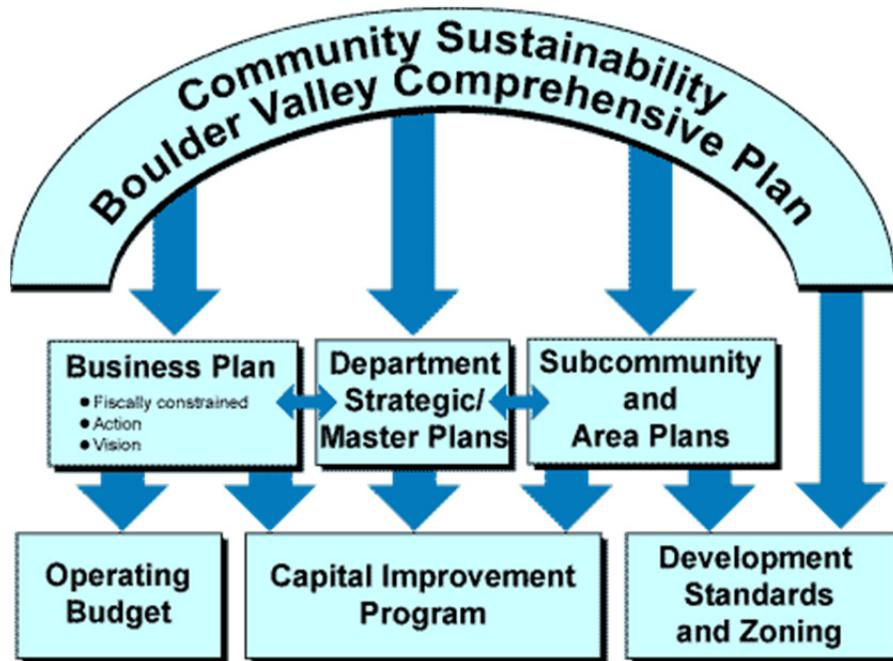 Community Sustainability
Boulder Valley Comprehensive Plan
Business Plan
● Fiscally constrained
● Action
● Vision
Department
Strategic/
Master Plans
Subcommunity
and
Area Plans
Operating
Budget
Capital Improvement
Program
Development
Standards
and Zoning